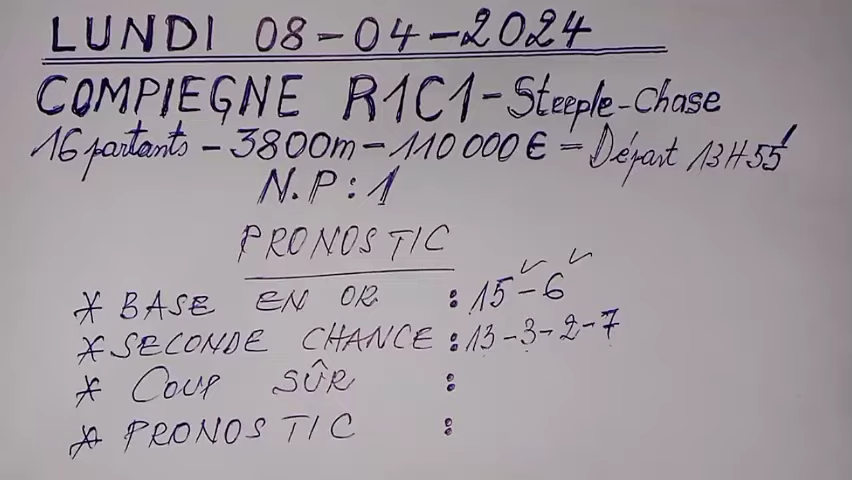 LUNDI 08-04-2024
COMPIEGNE R1C1-Steeple-Chase
16 partants - 3800m - 110 000€ = Départ 13H55'
N.P : 1
PRONOSTIC
* BASE EN OR : 15-6
* SECONDE CHANCE : 13-3-2-7
* COUP SÛR :
* PRONOSTIC :